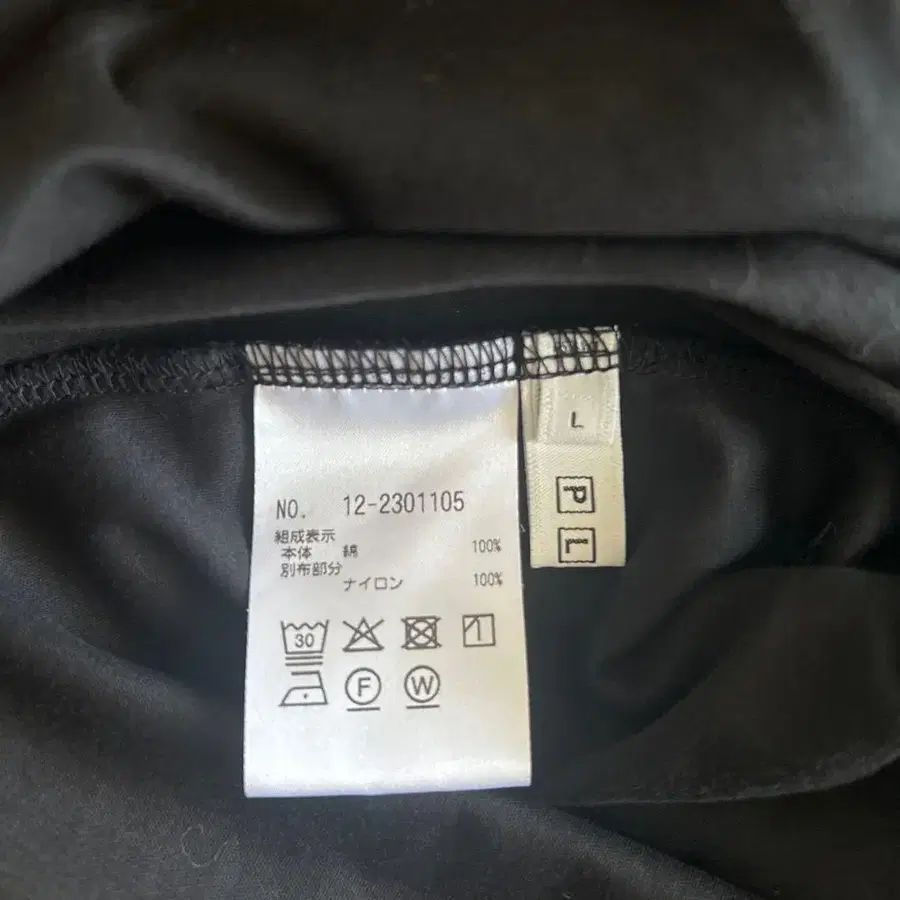 NO. 12-2301105
組成表示
本体 綿 100%
別布部分
ナイロン 100%
30
F W
L
P
L